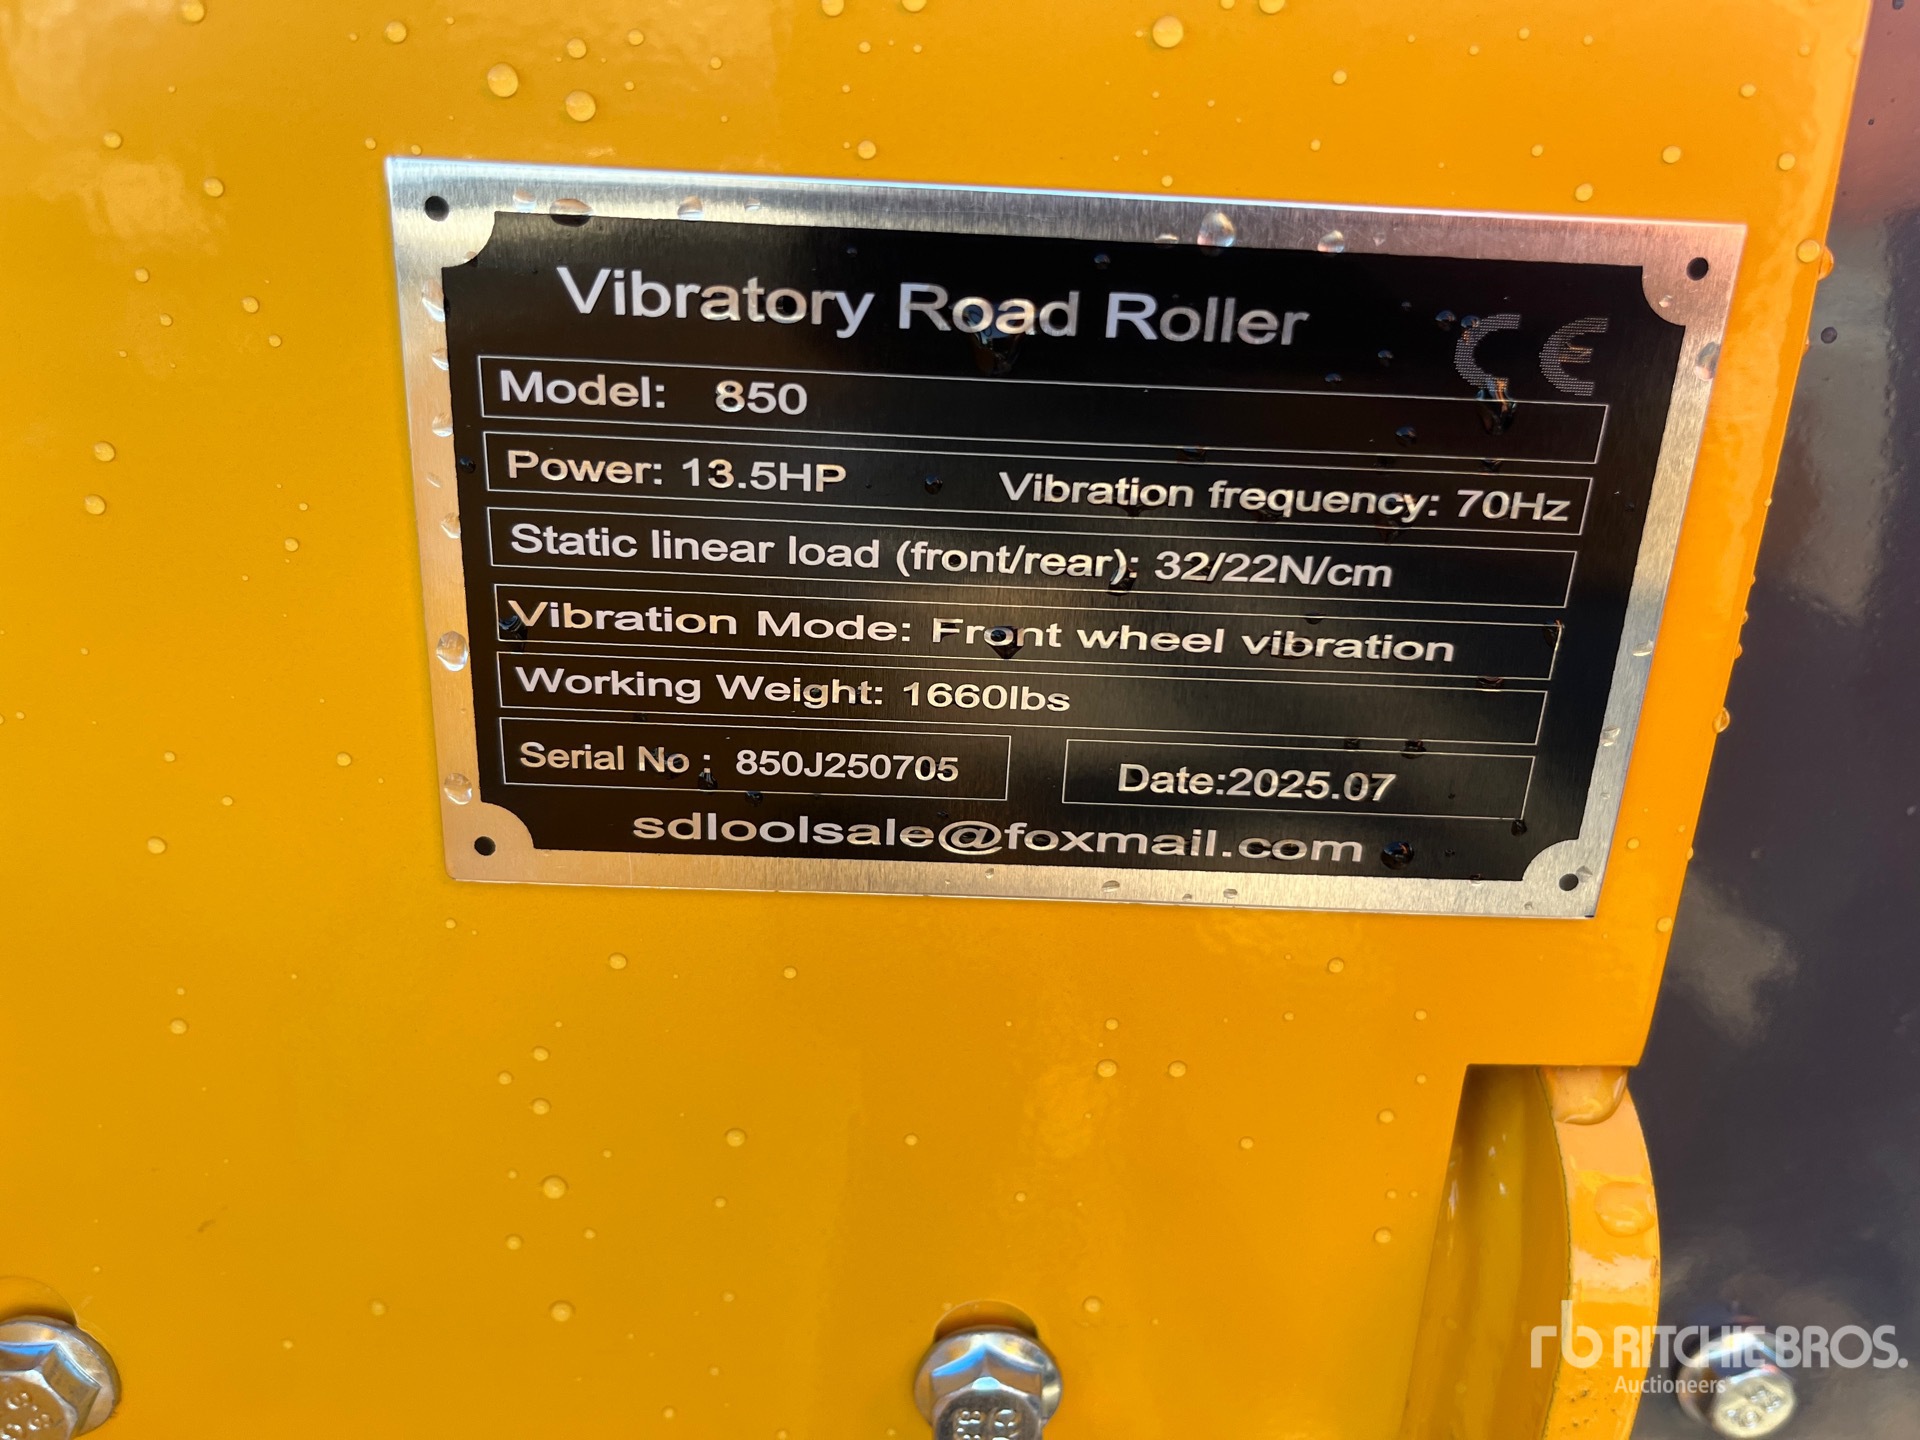 Vibratory Road Roller
CE
Model: 850
Power: 13.5HP Vibration frequency: 70Hz
Static linear load (front/rear): 32/22N/cm
Vibration Mode: Front wheel vibration
Working Weight: 1660lbs
Serial No : 850J250705 Date:2025.07
sdloolsale@foxmail.com
rb RITCHIE BROS.
Auctioneers